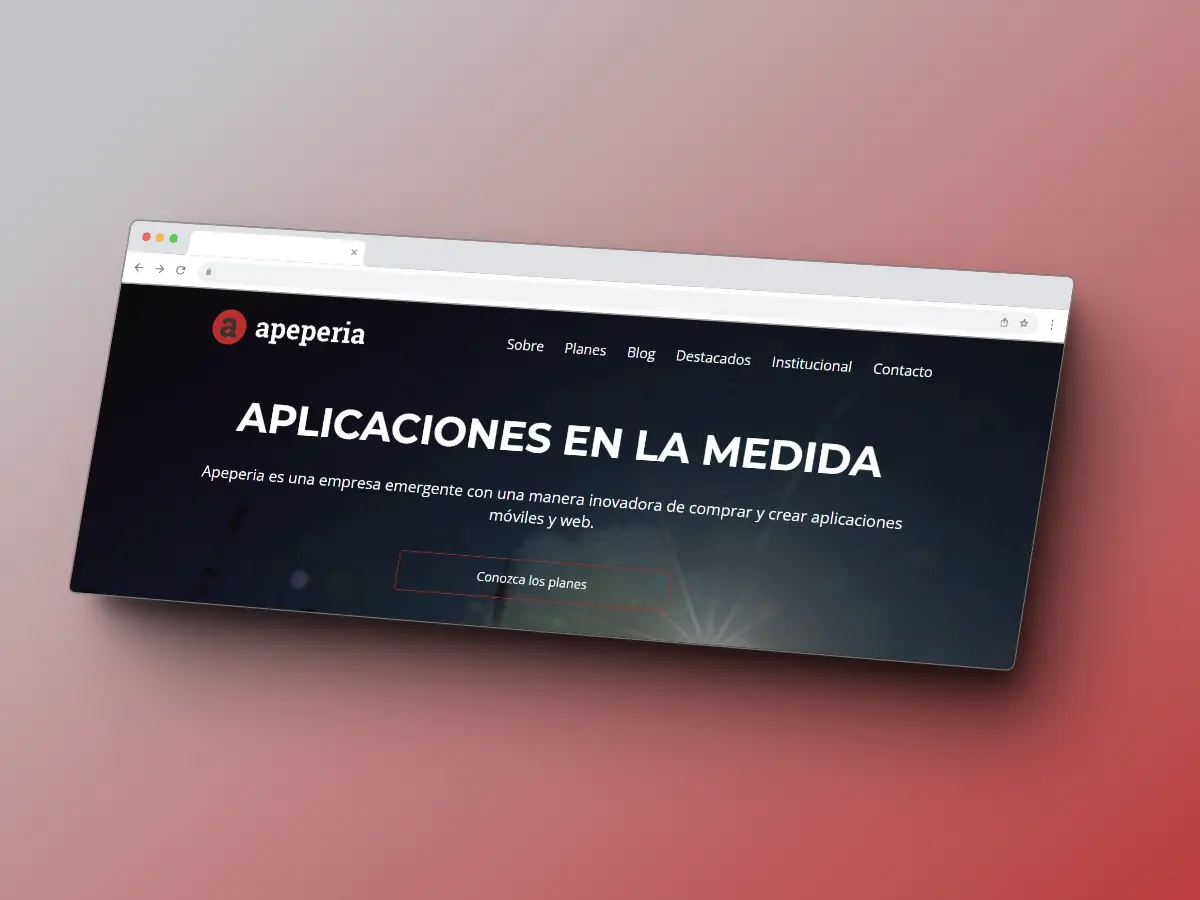 a apeperia
Sobre Planes Blog Destacados Institucional Contacto
APLICACIONES EN LA MEDIDA
Apeperia es una empresa emergente con una manera inovadora de comprar y crear aplicaciones
móviles y web.
Conozca los planes